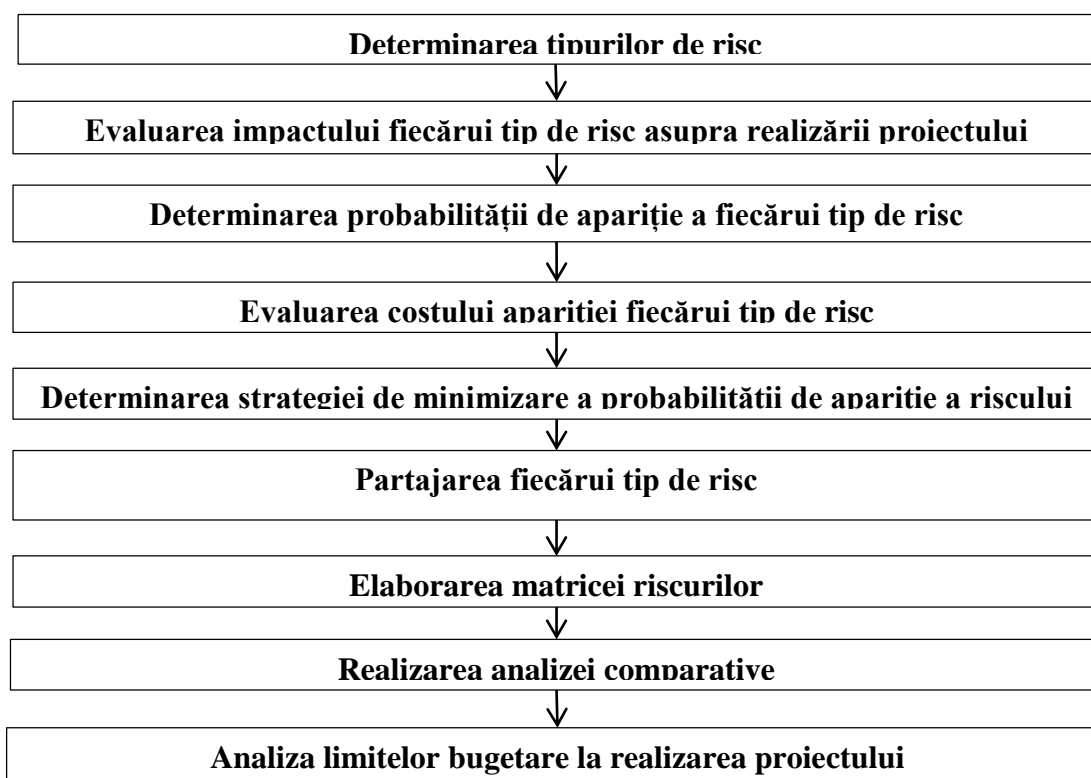 Determinarea tipurilor de risc
Evaluarea impactului fiecărui tip de risc asupra realizării proiectului
Determinarea probabilității de apariție a fiecărui tip de risc
Evaluarea costului apariției fiecărui tip de risc
Determinarea strategiei de minimizare a probabilității de apariție a riscului
Partajarea fiecărui tip de risc
Elaborarea matricei riscurilor
Realizarea analizei comparative
Analiza limitelor bugetare la realizarea proiectului